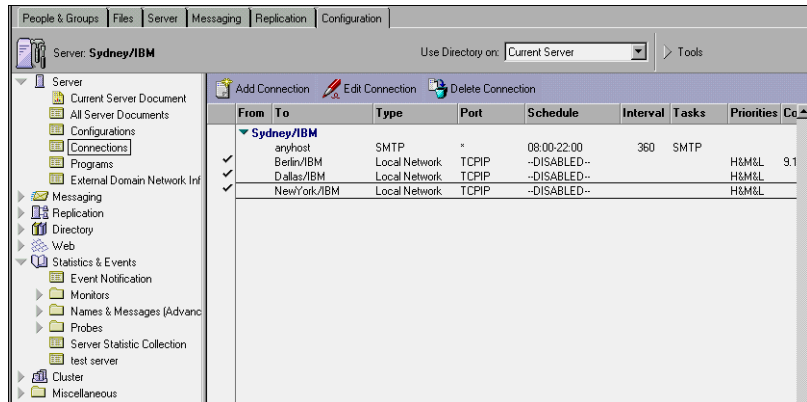 People & Groups Files Server Messaging Replication Configuration
Server: Sydney/IBM Use Directory on: Current Server Tools
Server
Current Server Document
All Server Documents
Configurations
Connections
Programs
External Domain Network Inf
Messaging
Replication
Directory
Web
Statistics & Events
Event Notification
Monitors
Names & Messages (Advanc
Probes
Server Statistic Collection
test server
Cluster
Miscellaneous
Add Connection Edit Connection Delete Connection
From To Type Port Schedule Interval Tasks Priorities Co
Sydney/IBM
anyhost SMTP * 08:00-22:00 360 SMTP
Berlin/IBM Local Network TCPIP --DISABLED-- H&M&L 9.1
Dallas/IBM Local Network TCPIP --DISABLED-- H&M&L
NewYork/IBM Local Network TCPIP --DISABLED-- H&M&L